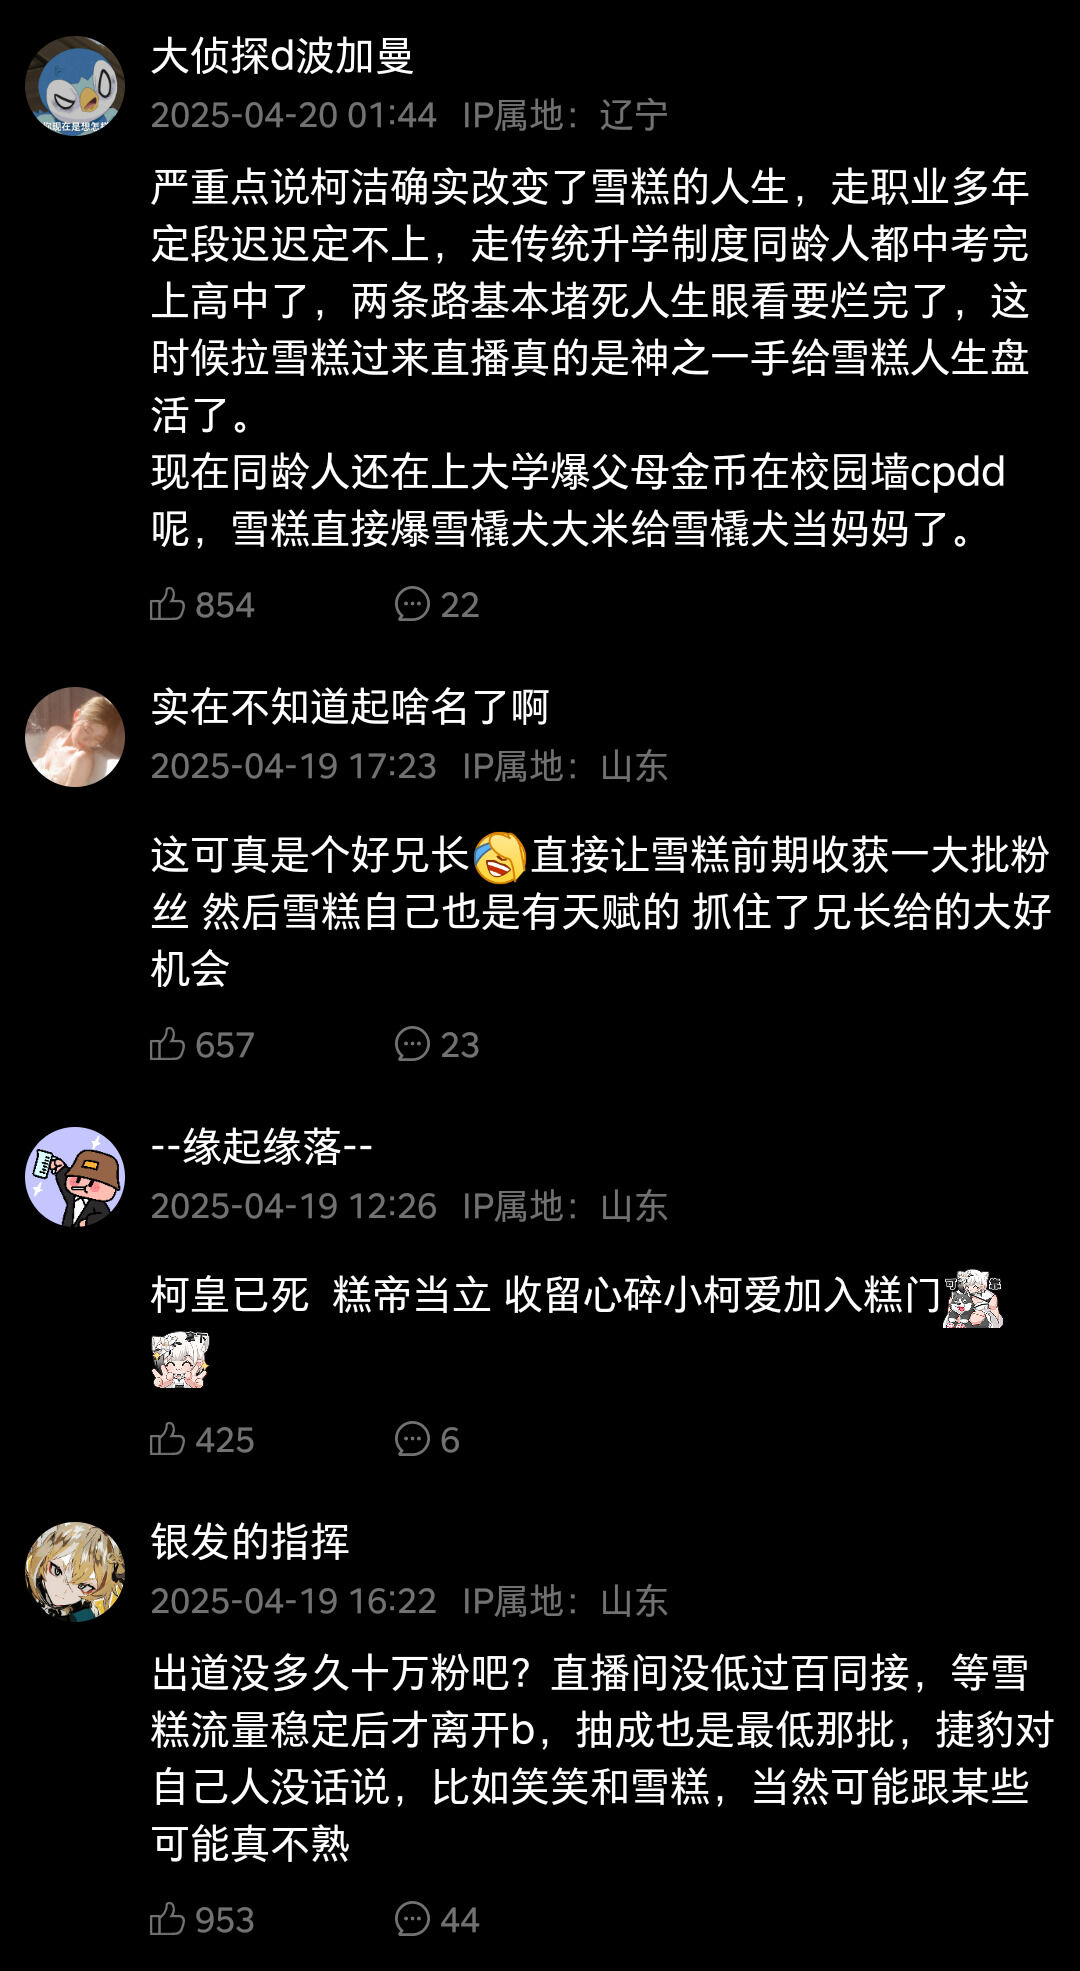 大侦探d波加曼
2025-04-20 01:44 IP属地：辽宁
严重点说柯洁确实改变了雪糕的人生，走职业多年
定段迟迟定不上，走传统升学制度同龄人都中考完
上高中了，两条路基本堵死人生眼看要烂完了，这
时候拉雪糕过来直播真的是神之一手给雪糕人生盘
活了。
现在同龄人还在上大学爆父母金币在校园墙cpdd
呢，雪糕直接爆雪橇犬大米给雪橇犬当妈妈了。
854 22
实在不知道起啥名了啊
2025-04-19 17:23 IP属地：山东
这可真是个好兄长直接让雪糕前期收获一大批粉
丝 然后雪糕自己也是有天赋的 抓住了兄长给的大好
机会
657 23
--缘起缘落--
2025-04-19 12:26 IP属地：山东
柯皇已死 糕帝当立 收留心碎小柯爱加入糕门
425 6
银发的指挥
2025-04-19 16:22 IP属地：山东
出道没多久十万粉吧？直播间没低过百同接，等雪
糕流量稳定后才离开b，抽成也是最低那批，捷豹对
自己人没话说，比如笑笑和雪糕，当然可能跟某些
可能真不熟
953 44